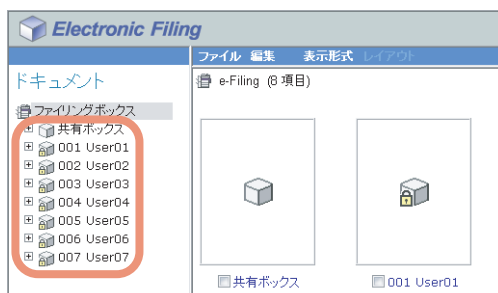 Electronic Filing
ファイル 編集 表示形式 レイアウト
ドキュメント
ファイリングボックス
共有ボックス
001 User01
002 User02
003 User03
004 User04
005 User05
006 User06
007 User07
e-Filing (8 項目)
共有ボックス
001 User01